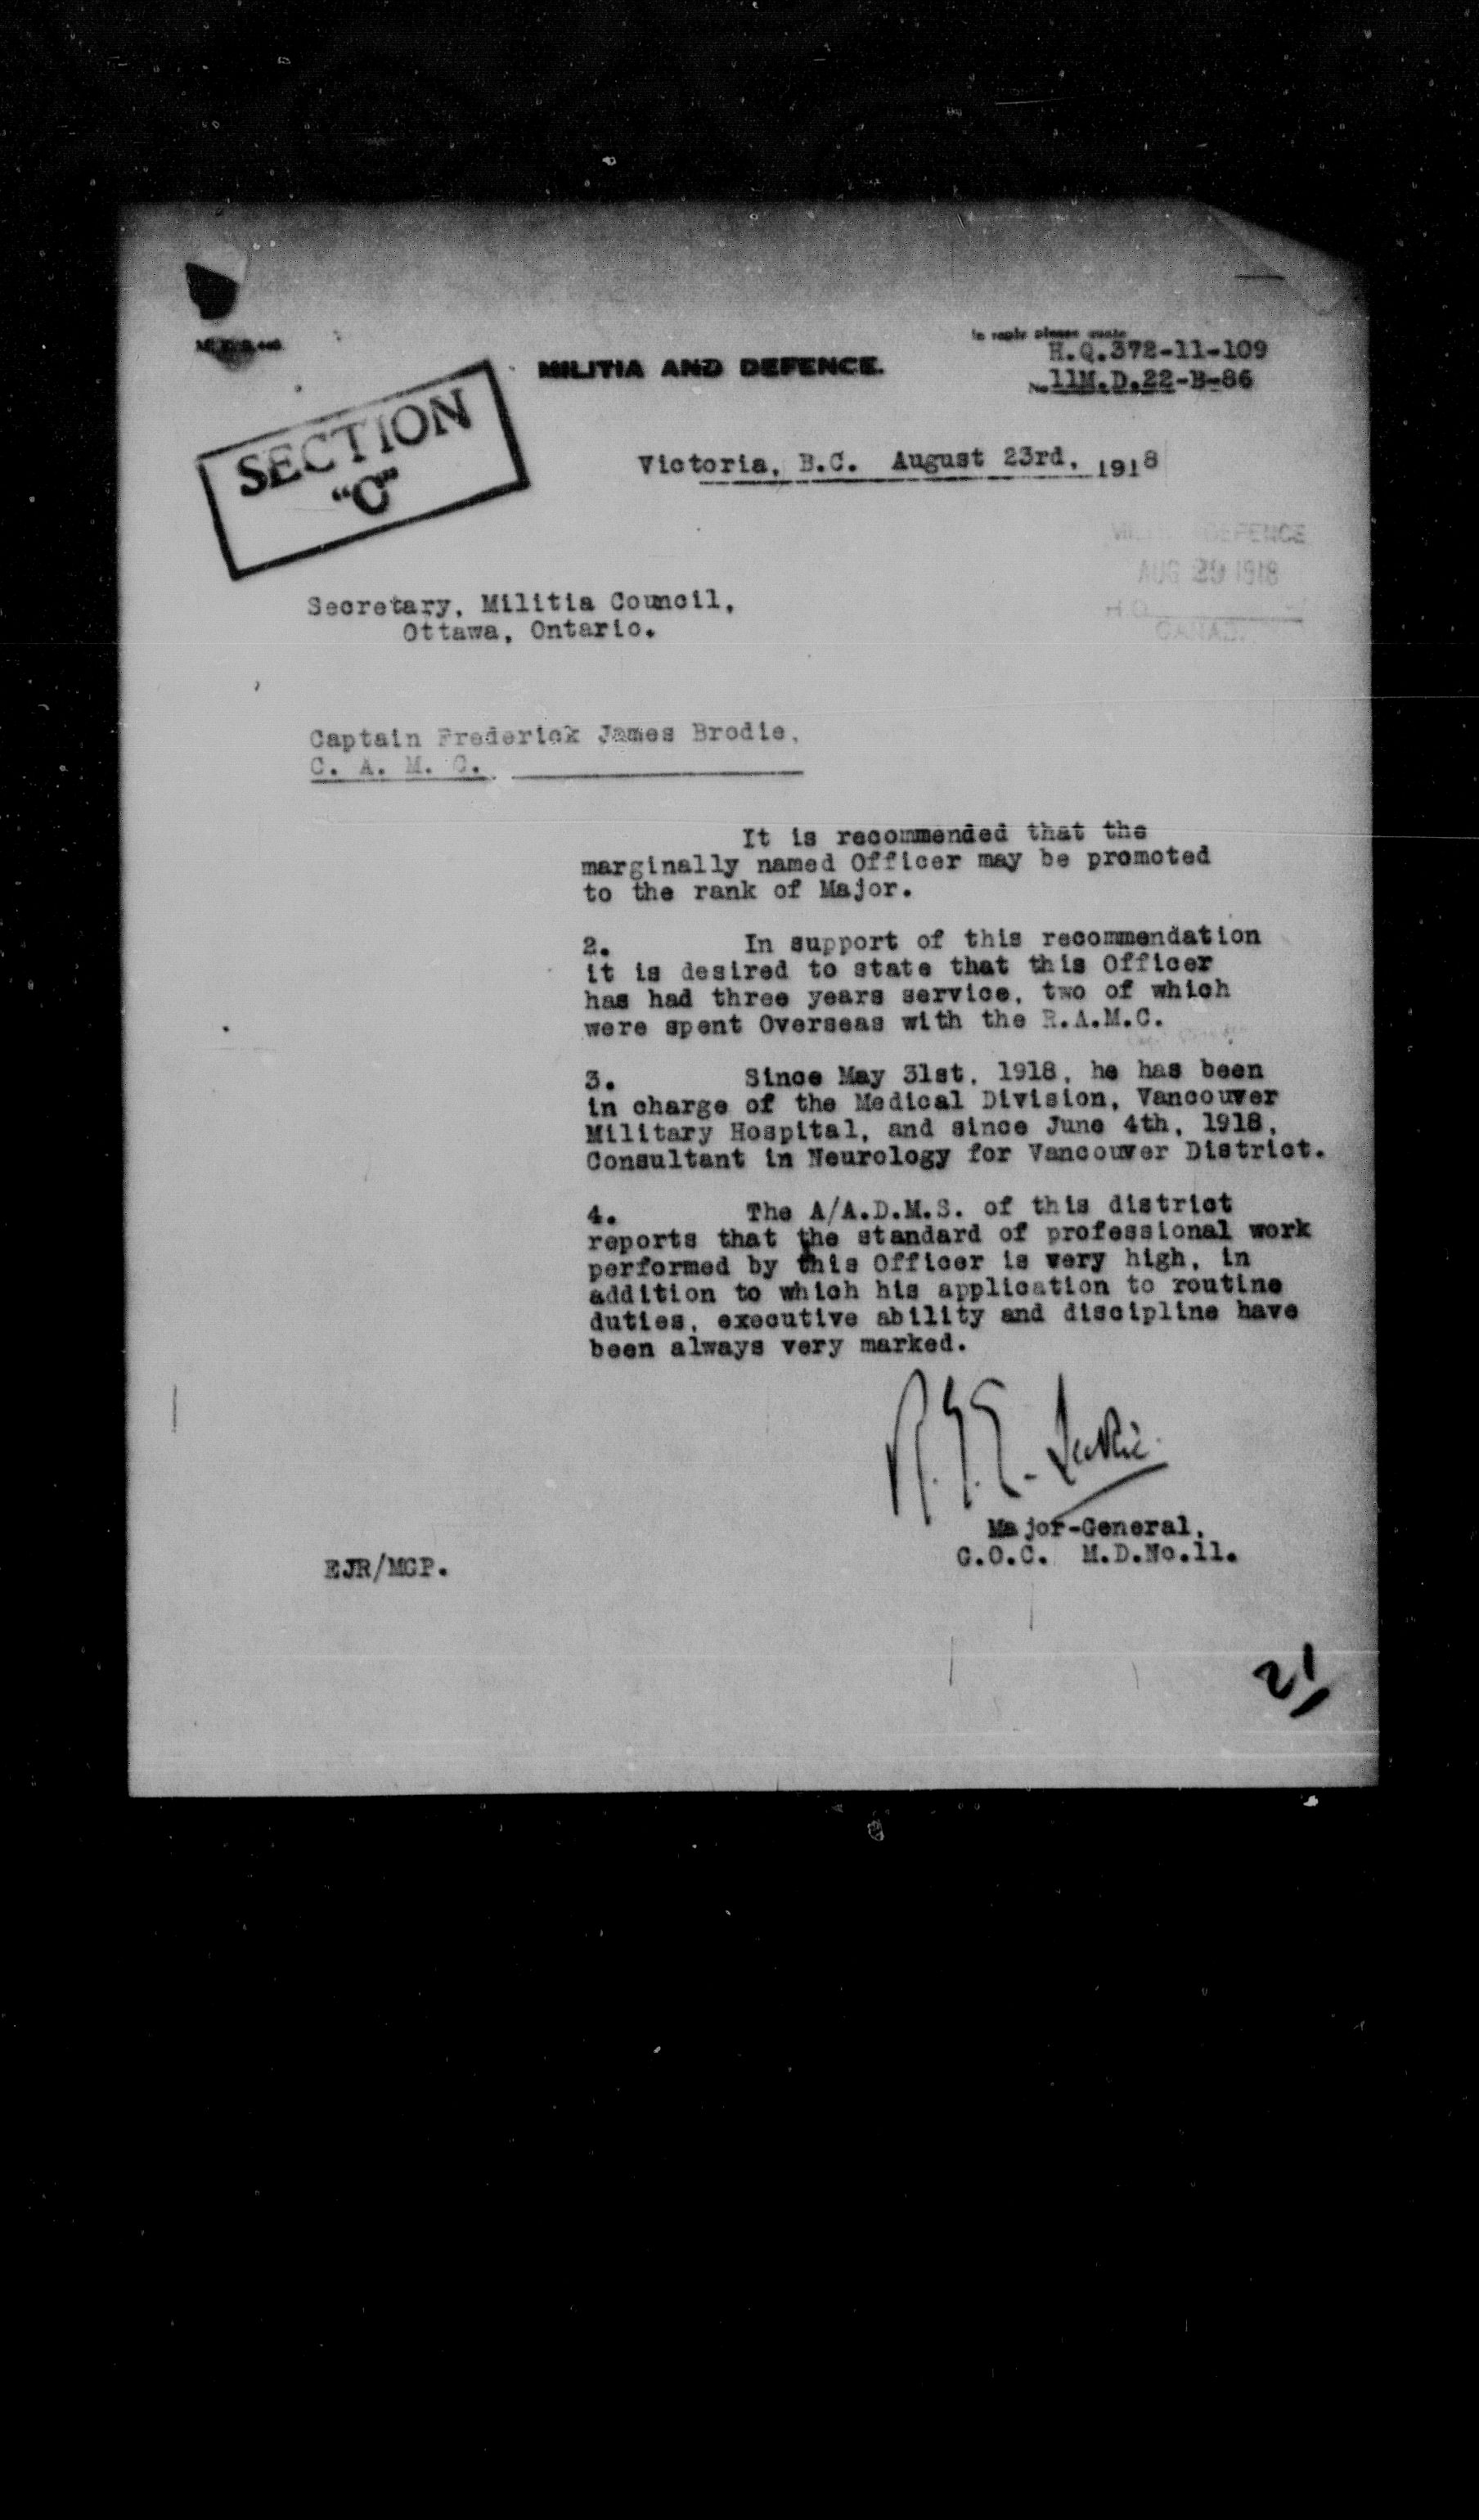 In reply please quote
H.Q.372-11-109
MILITIA AND DEFENCE.
No. 11M.D.22-B-86
SECTION
"O"
Victoria, B.C. August 23rd, 1918
DEFENCE
AUG 29 1918
H.Q.
Secretary, Militia Council,
Ottawa, Ontario.
Captain Frederick James Brodie,
C. A. M. C.
It is recommended that the
marginally named Officer may be promoted
to the rank of Major.
2. In support of this recommendation
it is desired to state that this Officer
has had three years service, two of which
were spent Overseas with the R.A.M.C.
3. Since May 31st, 1918, he has been
in charge of the Medical Division, Vancouver
Military Hospital, and since June 4th, 1918,
Consultant in Neurology for Vancouver District.
4. The A/A.D.M.S. of this district
reports that the standard of professional work
performed by this Officer is very high, in
addition to which his application to routine
duties, executive ability and discipline have
been always very marked.
Major-General,
G.O.C. M.D.No.11.
EJR/MGP.